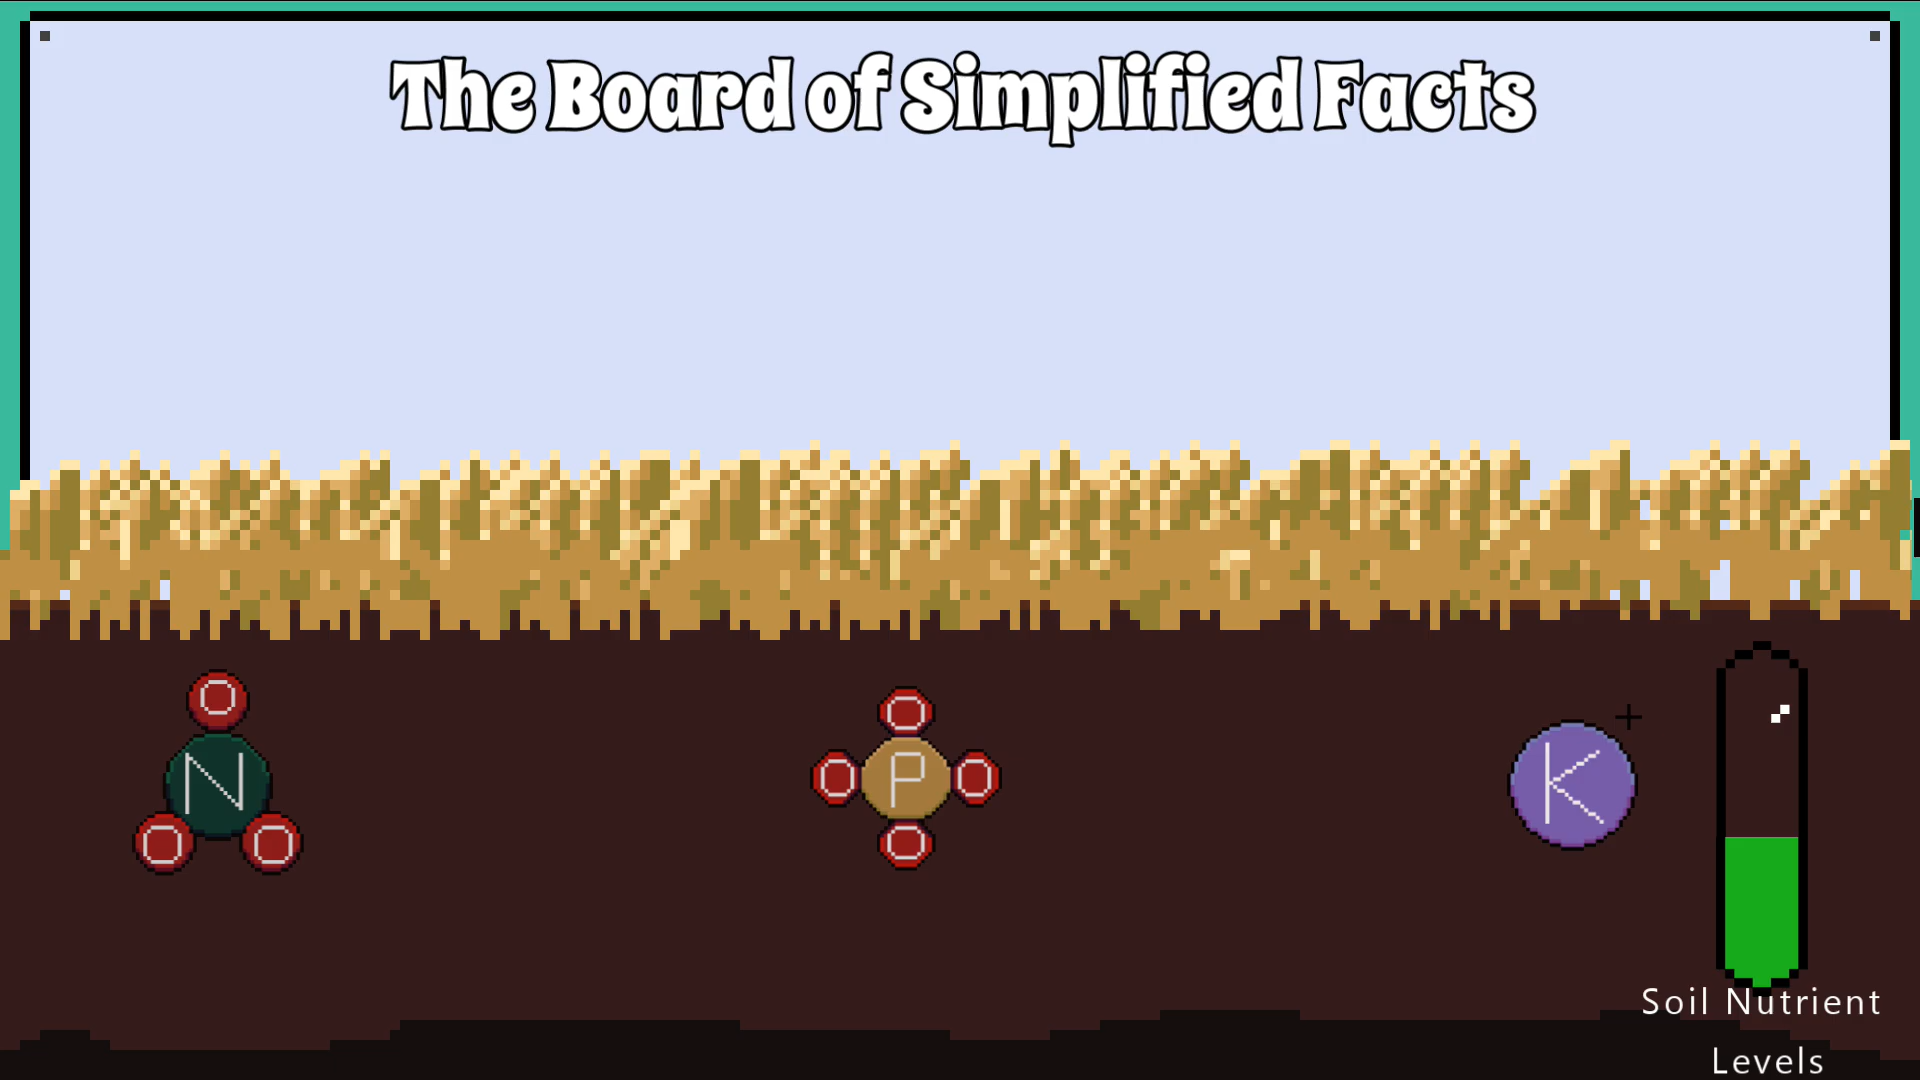 The Board of Simplified Facts
O
N
O O
O
O P O
O
K +
Soil Nutrient
Levels